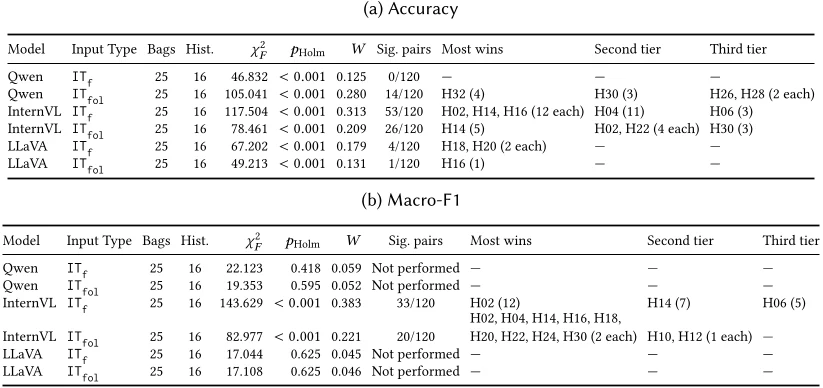 (a) Accuracy
Model Input Type Bags Hist. χ²_F p_Holm W Sig. pairs Most wins Second tier Third tier
Qwen IT_f 25 16 46.832 < 0.001 0.125 0/120 — — —
Qwen IT_fol 25 16 105.041 < 0.001 0.280 14/120 H32 (4) H30 (3) H26, H28 (2 each)
InternVL IT_f 25 16 117.504 < 0.001 0.313 53/120 H02, H14, H16 (12 each) H04 (11) H06 (3)
InternVL IT_fol 25 16 78.461 < 0.001 0.209 26/120 H14 (5) H02, H22 (4 each) H30 (3)
LLaVA IT_f 25 16 67.202 < 0.001 0.179 4/120 H18, H20 (2 each) — —
LLaVA IT_fol 25 16 49.213 < 0.001 0.131 1/120 H16 (1) — —
(b) Macro-F1
Model Input Type Bags Hist. χ²_F p_Holm W Sig. pairs Most wins Second tier Third tier
Qwen IT_f 25 16 22.123 0.418 0.059 Not performed — — —
Qwen IT_fol 25 16 19.353 0.595 0.052 Not performed — — —
InternVL IT_f 25 16 143.629 < 0.001 0.383 33/120 H02 (12) H14 (7) H06 (5)
H02, H04, H14, H16, H18,
InternVL IT_fol 25 16 82.977 < 0.001 0.221 20/120 H20, H22, H24, H30 (2 each) H10, H12 (1 each) —
LLaVA IT_f 25 16 17.044 0.625 0.045 Not performed — — —
LLaVA IT_fol 25 16 17.108 0.625 0.046 Not performed — — —